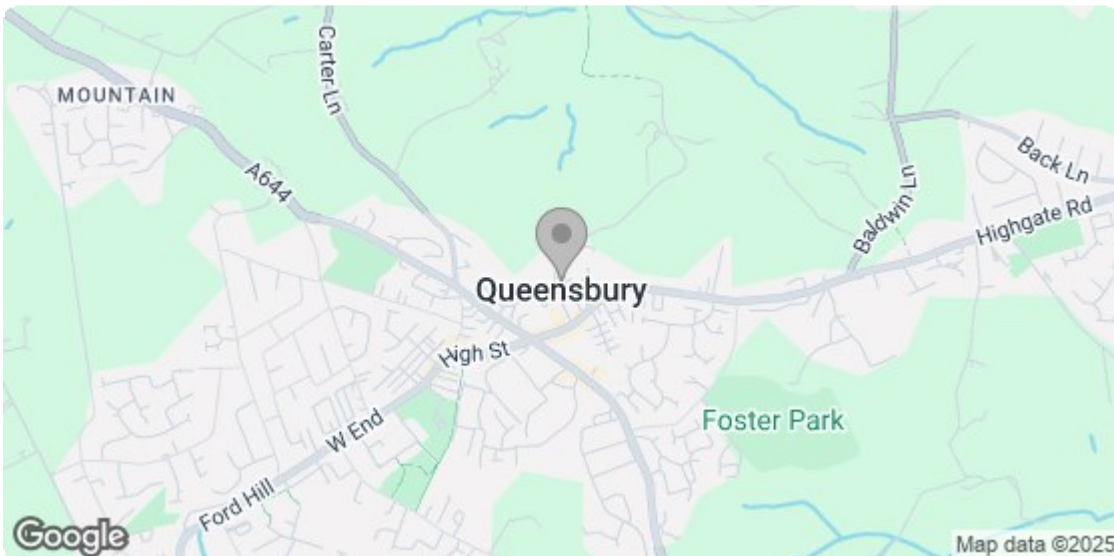 Carter Ln
MOUNTAIN
A644
Back Ln
Baldwin Ln
Highgate Rd
Queensbury
High St
W End
Foster Park
Ford Hill
Google
Map data ©2025